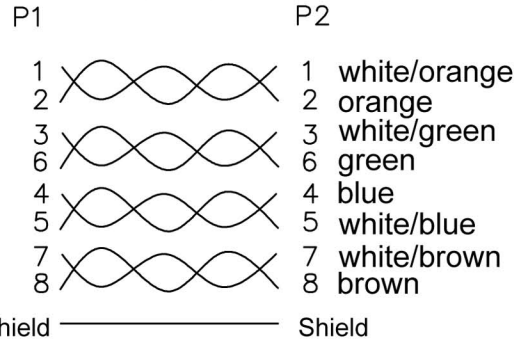 P1 P2
1 1 white/orange
2 2 orange
3 3 white/green
6 6 green
4 4 blue
5 5 white/blue
7 7 white/brown
8 8 brown
hield Shield